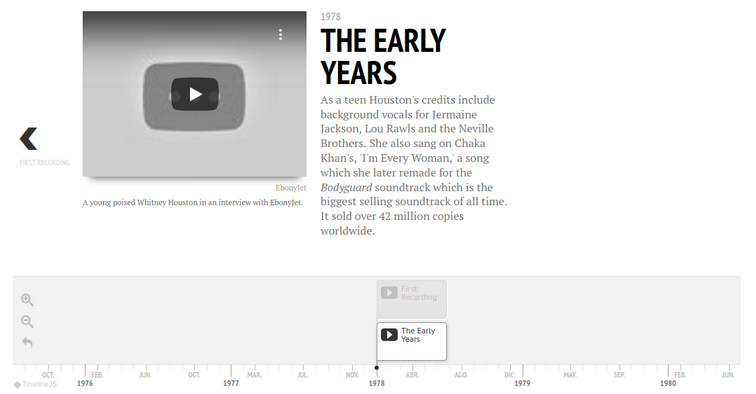 1978
THE EARLY
YEARS
As a teen Houston's credits include
background vocals for Jermaine
Jackson, Lou Rawls and the Neville
Brothers. She also sang on Chaka
Khan's, 'I'm Every Woman,' a song
which she later remade for the
Bodyguard soundtrack which is the
biggest selling soundtrack of all time.
It sold over 42 million copies
worldwide.
FIRST RECORDING
EbonyJet
A young poised Whitney Houston in an interview with EbonyJet.
First
Recording
The Early
Years
OCT. FEB. JUN. OCT. MAR. JUL. NOV. ABR. AGO. DIC. MAY. SEP. FEB. JUN.
TimelineJS 1976 1977 1978 1979 1980